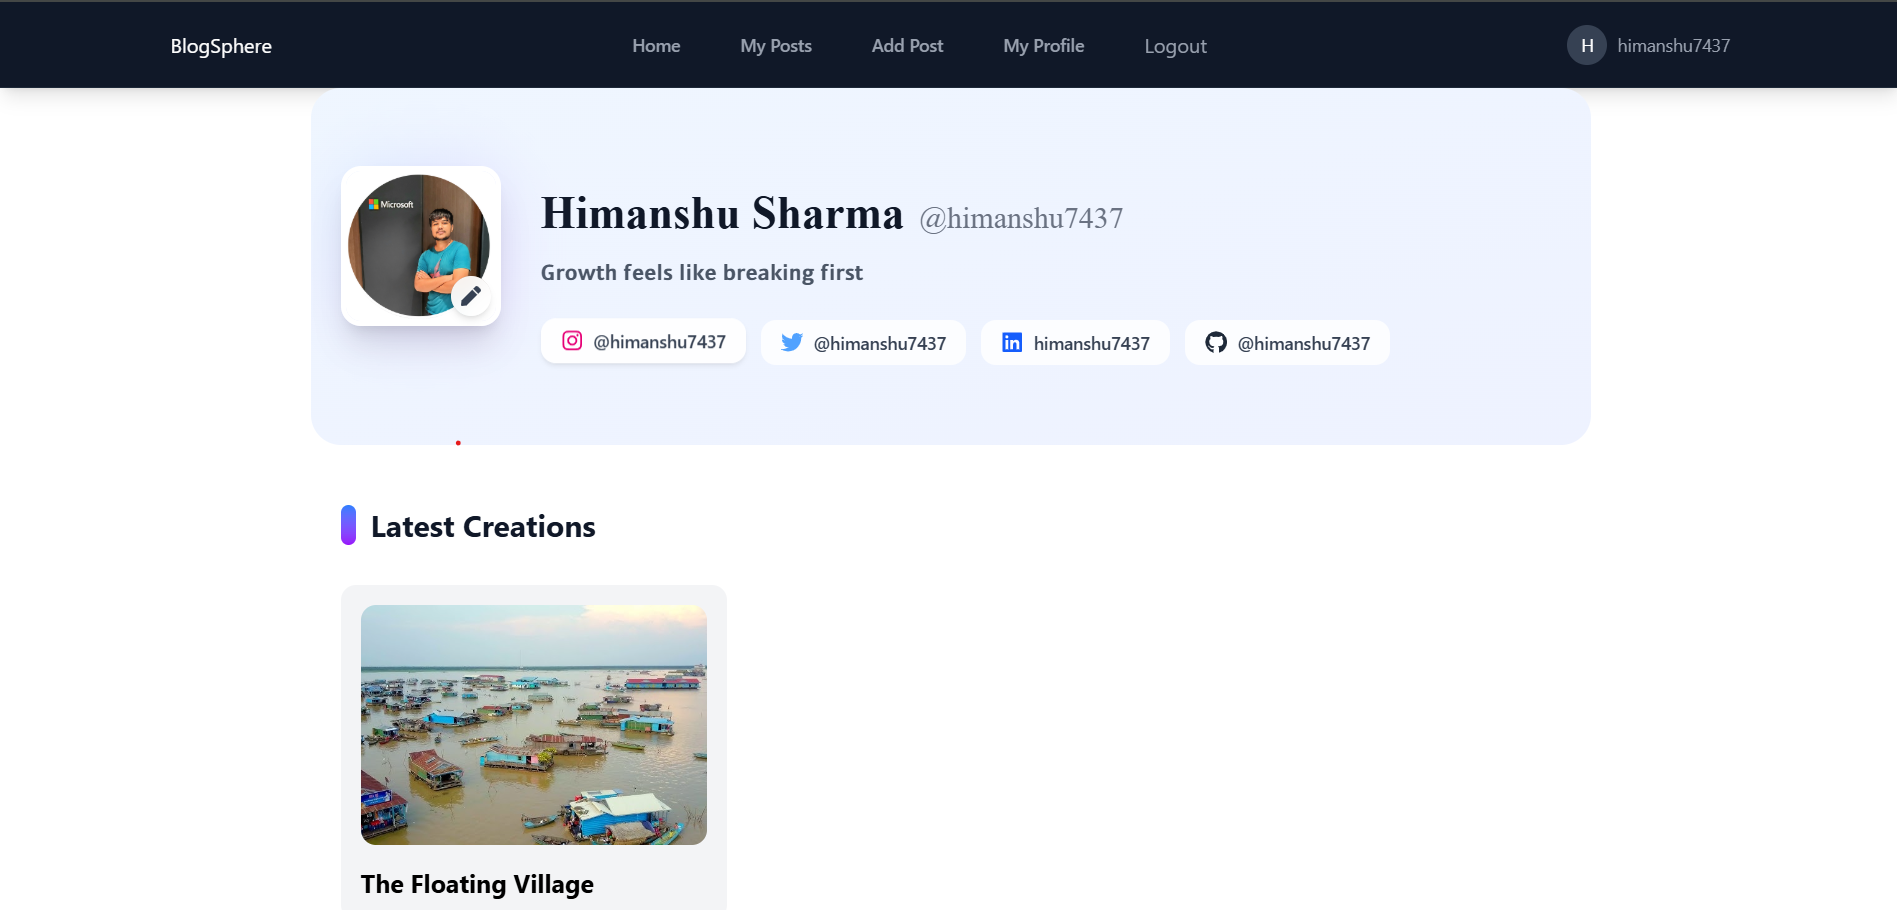 BlogSphere
Home
My Posts
Add Post
My Profile
Logout
H
himanshu7437
Microsoft
Himanshu Sharma @himanshu7437
Growth feels like breaking first
@himanshu7437
@himanshu7437
himanshu7437
@himanshu7437
Latest Creations
The Floating Village